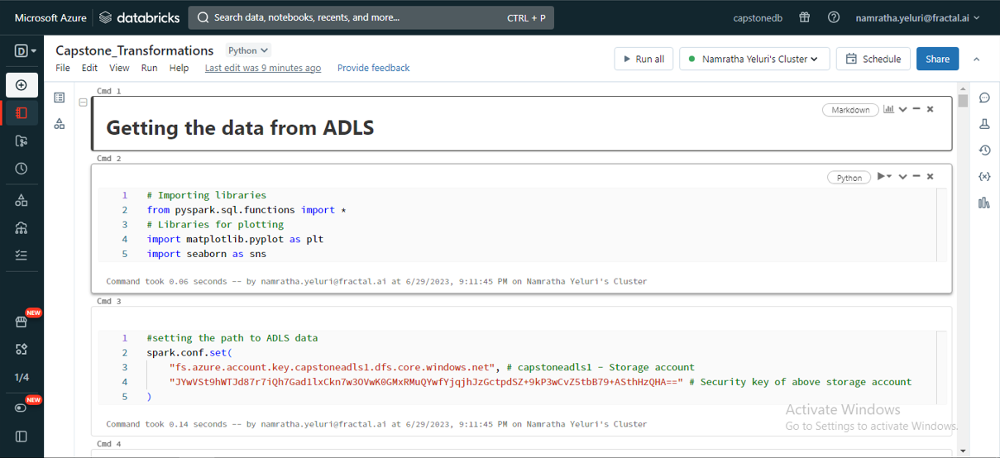 Microsoft Azure databricks Search data, notebooks, recents, and more... CTRL + P capstonedb namratha.yeluri@fractal.ai
Capstone_Transformations Python
File Edit View Run Help Last edit was 9 minutes ago Provide feedback
Run all Namratha Yeluri's Cluster Schedule Share
Cmd 1
Markdown
Getting the data from ADLS
Cmd 2
Python
1 # Importing libraries
2 from pyspark.sql.functions import *
3 # Libraries for plotting
4 import matplotlib.pyplot as plt
5 import seaborn as sns
Command took 0.06 seconds -- by namratha.yeluri@fractal.ai at 6/29/2023, 9:11:45 PM on Namratha Yeluri's Cluster
Cmd 3
1 #setting the path to ADLS data
2 spark.conf.set(
3 "fs.azure.account.key.capstoneadls1.dfs.core.windows.net", # capstoneadls1 - Storage account
4 # Security key of above storage account
5 )
Command took 0.14 seconds -- by namratha.yeluri@fractal.ai at 6/29/2023, 9:11:45 PM on Namratha Yeluri's Cluster
Cmd 4
D
NEW
1/4
NEW
Activate Windows
Go to Settings to activate Windows.